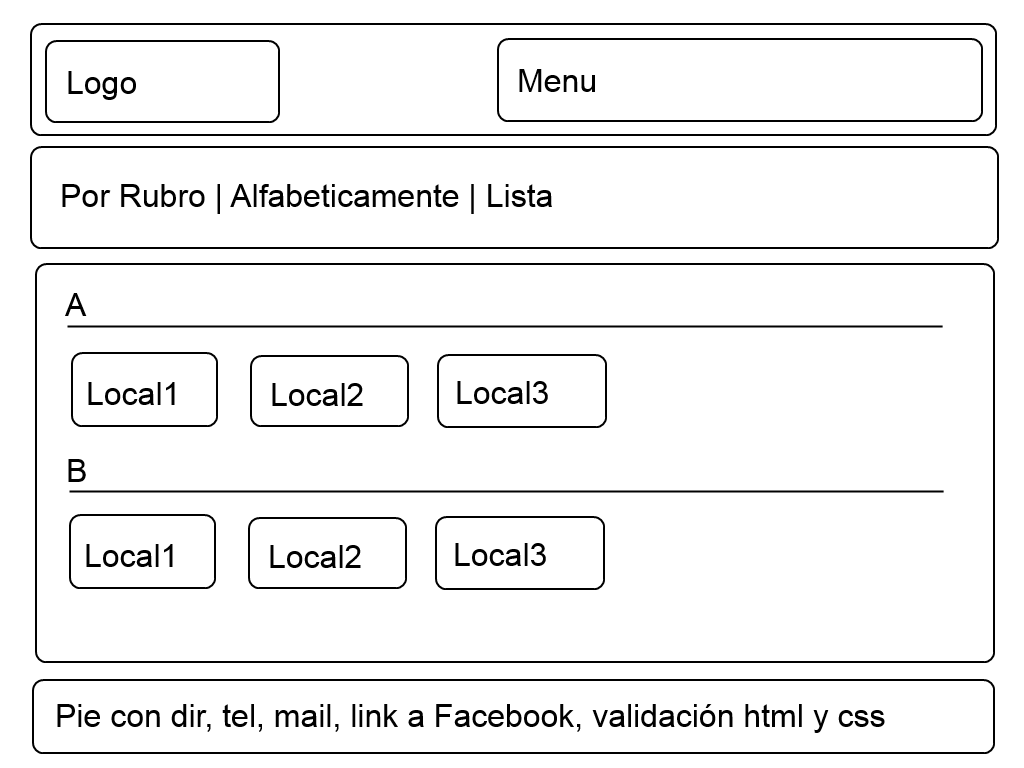 Logo
Menu
Por Rubro | Alfabeticamente | Lista
A
Local1
Local2
Local3
B
Local1
Local2
Local3
Pie con dir, tel, mail, link a Facebook, validación html y css